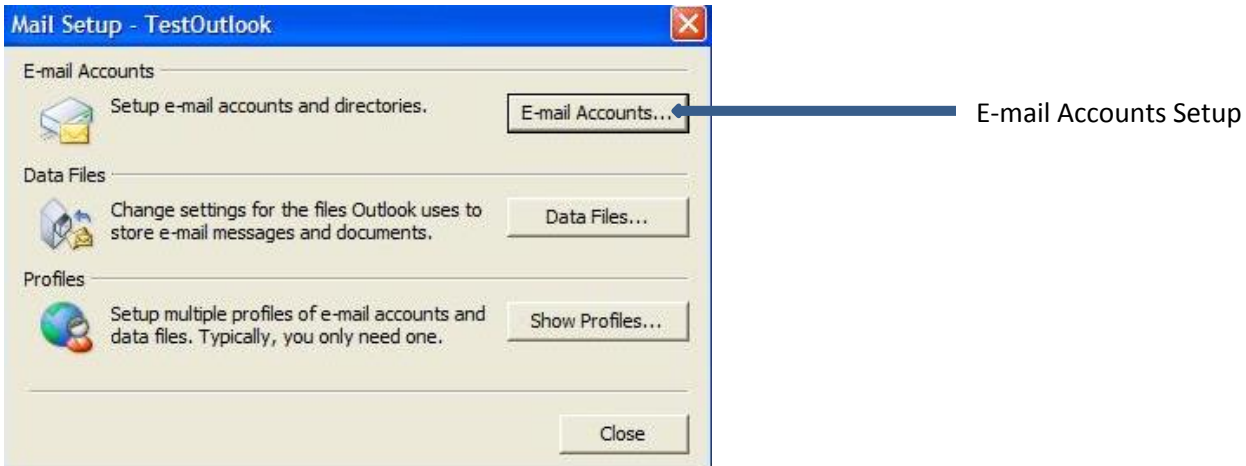 Mail Setup - TestOutlook
E-mail Accounts
Setup e-mail accounts and directories.
E-mail Accounts...
E-mail Accounts Setup
Data Files
Change settings for the files Outlook uses to
store e-mail messages and documents.
Data Files...
Profiles
Setup multiple profiles of e-mail accounts and
data files. Typically, you only need one.
Show Profiles...
Close